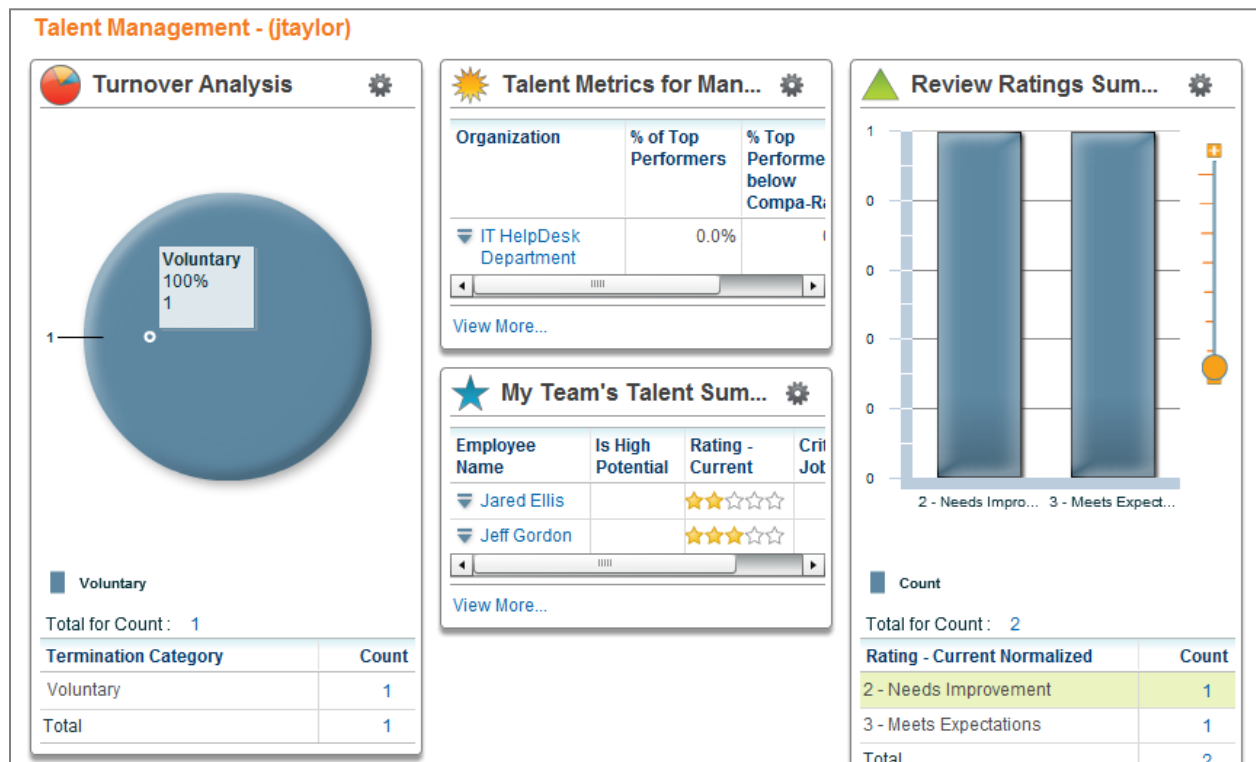 Talent Management - (jtaylor)
Turnover Analysis
Voluntary
100%
1
1
Voluntary
Total for Count : 1
Termination Category Count
Voluntary 1
Total 1
Talent Metrics for Man...
Organization % of Top Performers % Top Performe below Compa-Ra
IT HelpDesk Department 0.0%
View More...
My Team's Talent Sum...
Employee Name Is High Potential Rating - Current Crit Job
Jared Ellis
Jeff Gordon
View More...
Review Ratings Sum...
1
0
0
0
0
0
2 - Needs Impro... 3 - Meets Expect...
Count
Total for Count : 2
Rating - Current Normalized Count
2 - Needs Improvement 1
3 - Meets Expectations 1
Total 2